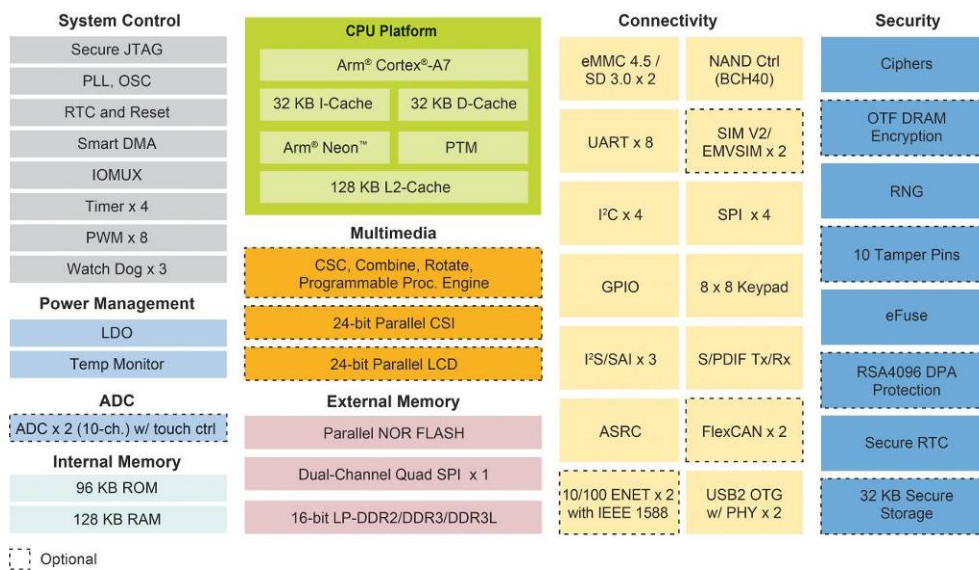 System Control
Secure JTAG
PLL, OSC
RTC and Reset
Smart DMA
IOMUX
Timer x 4
PWM x 8
Watch Dog x 3
Power Management
LDO
Temp Monitor
ADC
ADC x 2 (10-ch.) w/ touch ctrl
Internal Memory
96 KB ROM
128 KB RAM
Optional
CPU Platform
Arm® Cortex®-A7
32 KB I-Cache
32 KB D-Cache
Arm® Neon™
PTM
128 KB L2-Cache
Multimedia
CSC, Combine, Rotate,
Programmable Proc. Engine
24-bit Parallel CSI
24-bit Parallel LCD
External Memory
Parallel NOR FLASH
Dual-Channel Quad SPI x 1
16-bit LP-DDR2/DDR3/DDR3L
Connectivity
eMMC 4.5 /
SD 3.0 x 2
NAND Ctrl
(BCH40)
UART x 8
SIM V2/
EMVSIM x 2
I²C x 4
SPI x 4
GPIO
8 x 8 Keypad
I²S/SAI x 3
S/PDIF Tx/Rx
ASRC
FlexCAN x 2
10/100 ENET x 2
with IEEE 1588
USB2 OTG
w/ PHY x 2
Security
Ciphers
OTF DRAM
Encryption
RNG
10 Tamper Pins
eFuse
RSA4096 DPA
Protection
Secure RTC
32 KB Secure
Storage